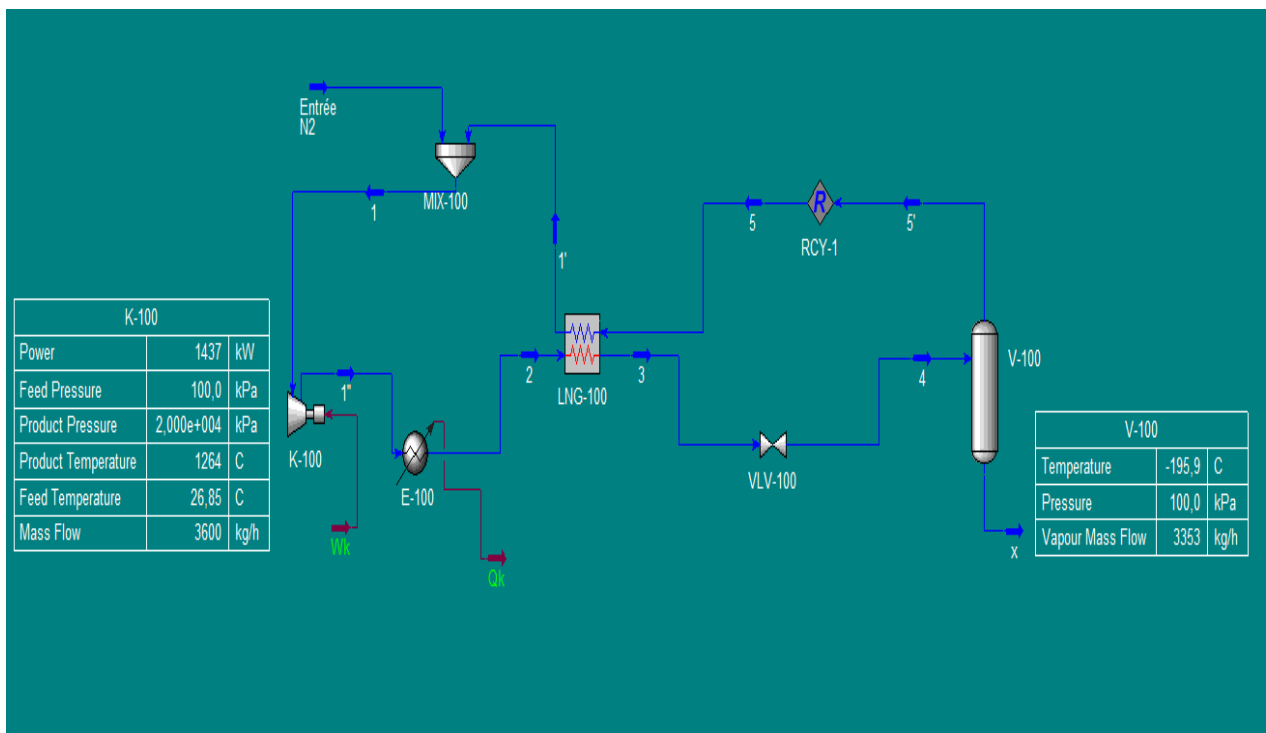 Entrée
N2
MIX-100
1
1'
5
RCY-1
5'
K-100
Power 1437 kW
Feed Pressure 100,0 kPa
Product Pressure 2,000e+004 kPa
Product Temperature 1264 C
Feed Temperature 26,85 C
Mass Flow 3600 kg/h
1"
K-100
E-100
Wk
Qk
2
LNG-100
3
VLV-100
4
V-100
x
V-100
Temperature -195,9 C
Pressure 100,0 kPa
Vapour Mass Flow 3353 kg/h
R